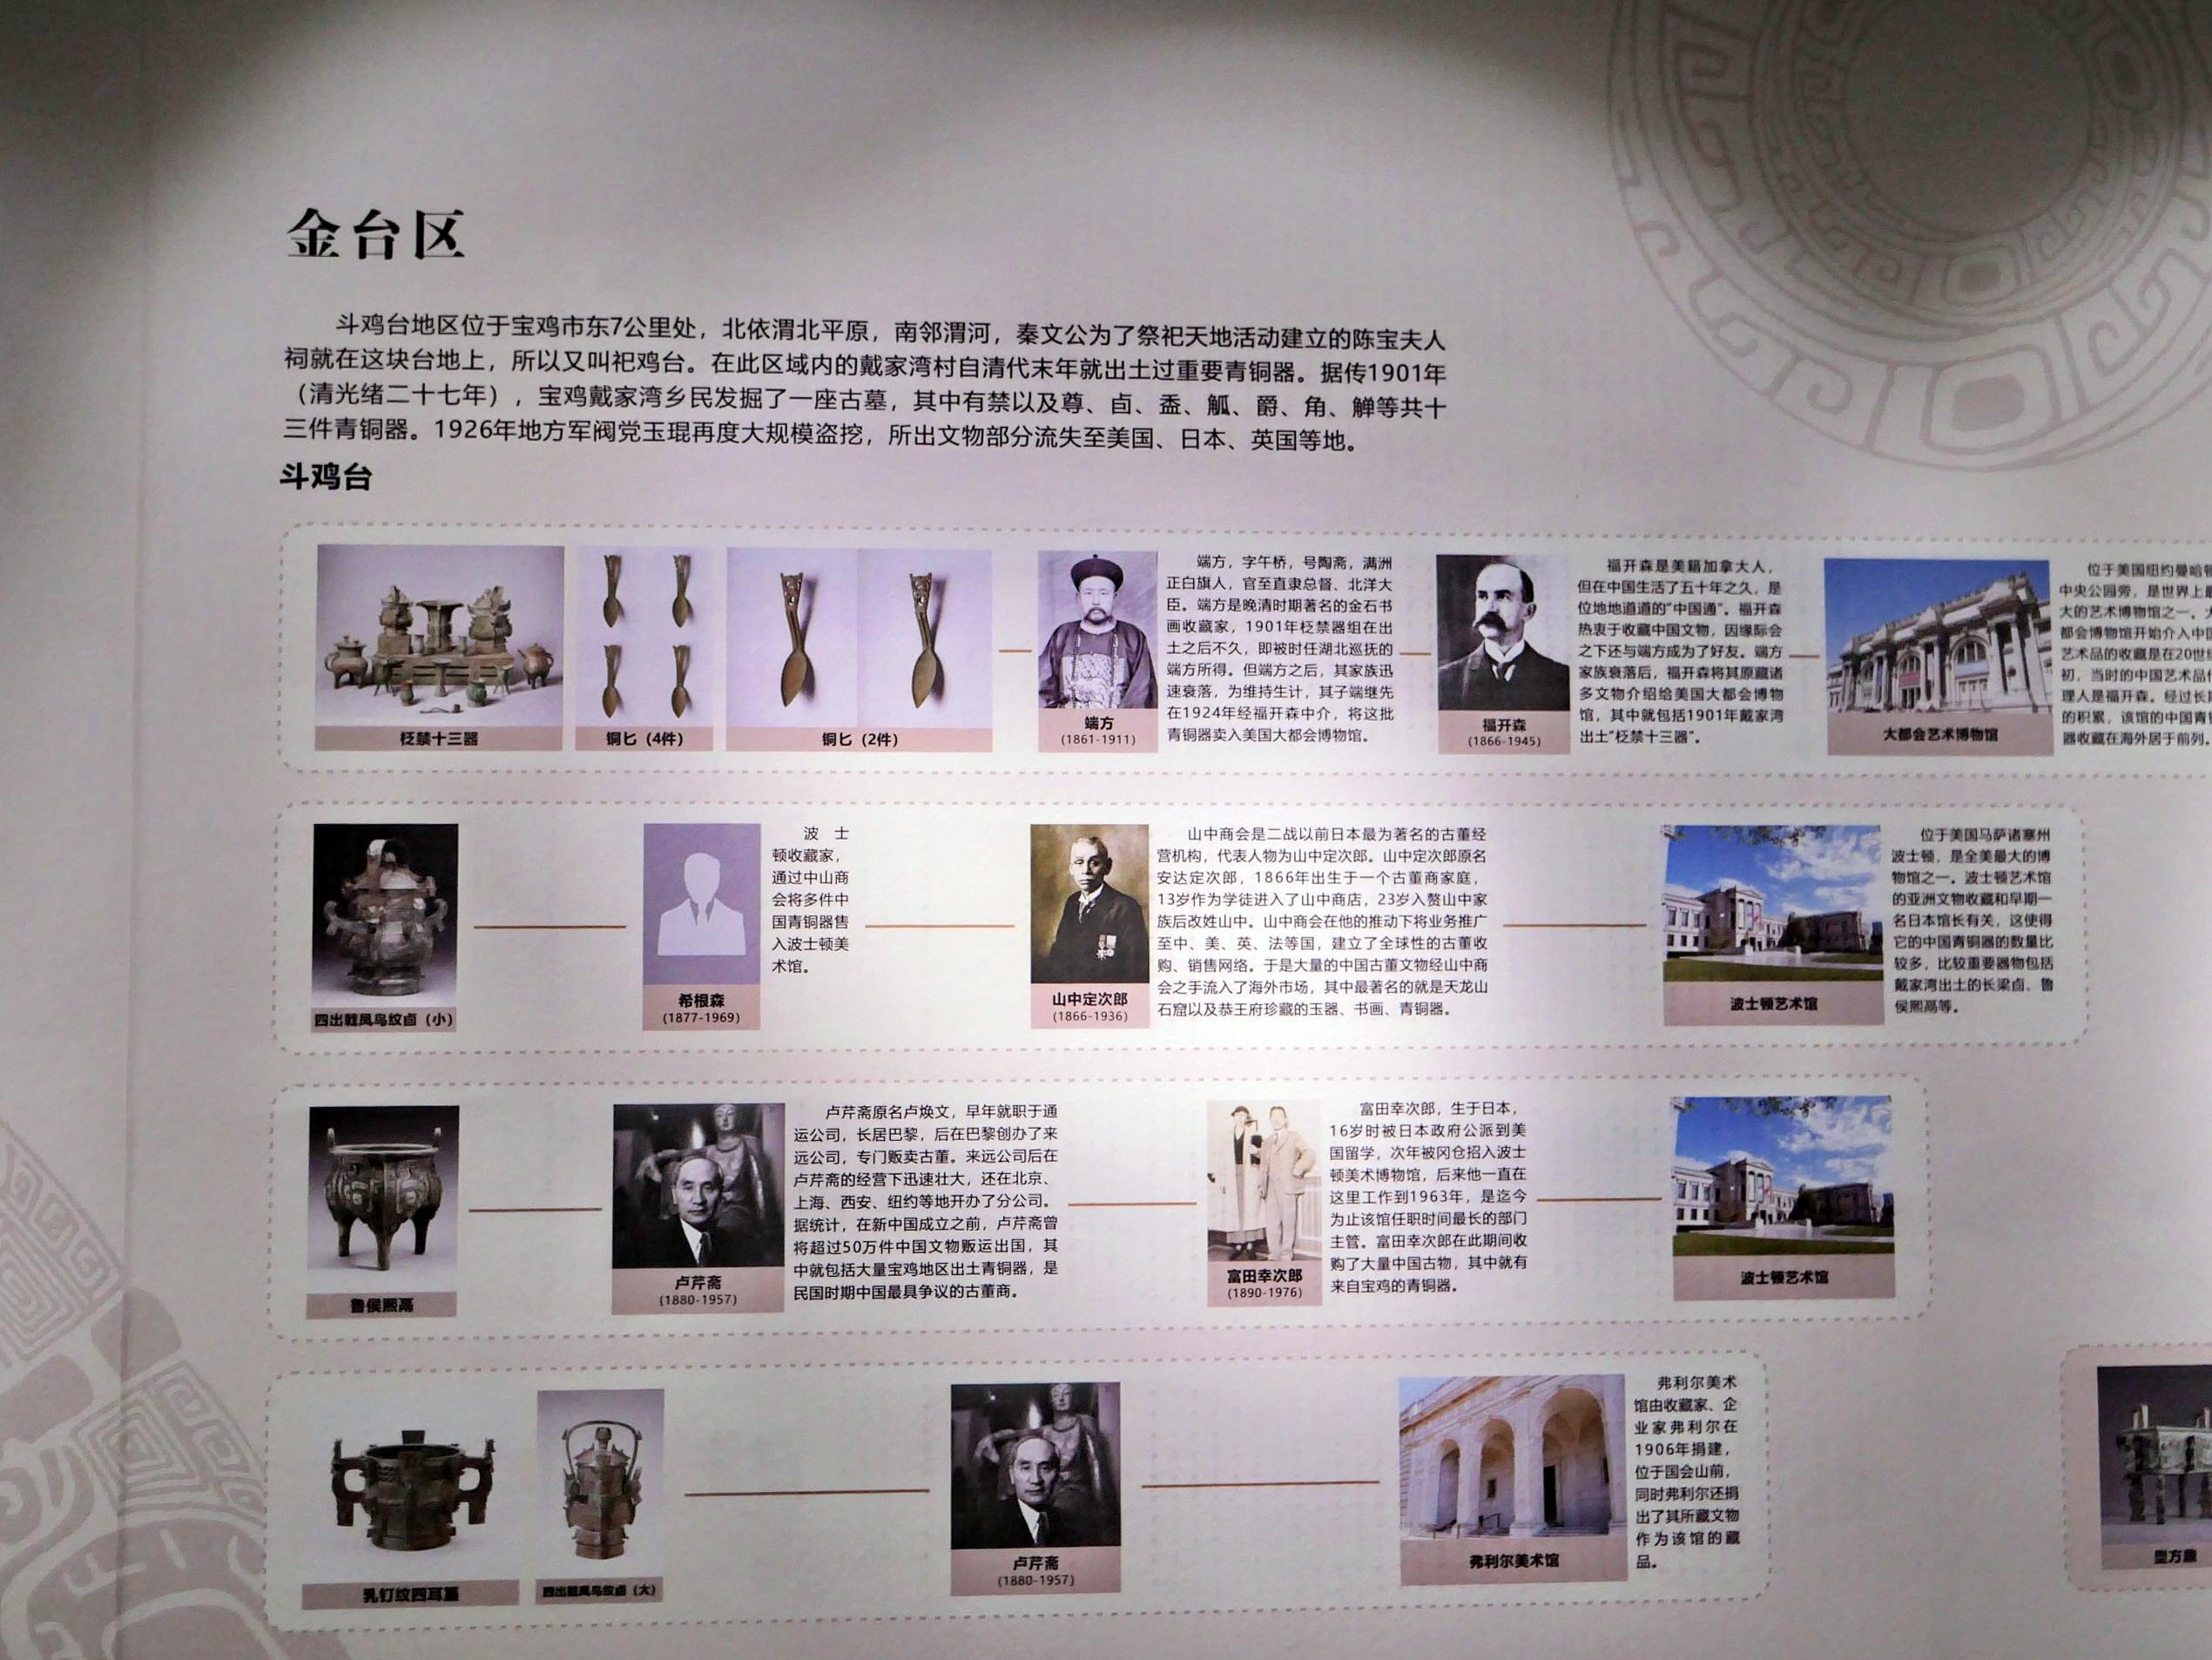 金台区
斗鸡台地区位于宝鸡市东7公里处，北依渭北平原，南邻渭河，秦文公为了祭祀天地活动建立的陈宝夫人
祠就在这块台地上，所以又叫祀鸡台。在此区域内的戴家湾村自清代末年就出土过重要青铜器。据传1901年
（清光绪二十七年），宝鸡戴家湾乡民发掘了一座古墓，其中有禁以及尊、卣、盉、觚、爵、角、觯等共十
三件青铜器。1926年地方军阀党玉琨再度大规模盗挖，所出文物部分流失至美国、日本、英国等地。
斗鸡台
柉禁十三器
铜匕（4件）
铜匕（2件）
端方
(1861-1911)
端方，字午桥，号陶斋，满洲
正白旗人，官至直隶总督、北洋大
臣。端方是晚清时期著名的金石书
画收藏家，1901年柉禁器组在出
土之后不久，即被时任湖北巡抚的
端方所得。但端方之后，其家族迅
速衰落，为维持生计，其子端继先
在1924年经福开森中介，将这批
青铜器卖入美国大都会博物馆。
福开森
(1866-1945)
福开森是美籍加拿大人，
但在中国生活了五十年之久，是
位地地道道的“中国通”。福开森
热衷于收藏中国文物，因缘际会
之下还与端方成为了好友。端方
家族衰落后，福开森将其原藏诸
多文物介绍给美国大都会博物
馆，其中就包括1901年戴家湾
出土“柉禁十三器”。
大都会艺术博物馆
位于美国纽约曼哈
中央公园旁，是世界上
大的艺术博物馆之一。
都会博物馆开始介入中
艺术品的收藏是在20世
初，当时的中国艺术品
理人是福开森。经过长
的积累，该馆的中国青
器收藏在海外居于前列。
四出戟凤鸟纹卣（小）
希根森
(1877-1969)
波士
顿收藏家，
通过中山商
会将多件中
国青铜器售
入波士顿美
术馆。
山中定次郎
(1866-1936)
山中商会是二战以前日本最为著名的古董经
营机构，代表人物为山中定次郎。山中定次郎原名
安达定次郎，1866年出生于一个古董商家庭，
13岁作为学徒进入了山中商店，23岁入赘山中家
族后改姓山中。山中商会在他的推动下将业务推广
至中、美、英、法等国，建立了全球性的古董收
购、销售网络。于是大量的中国古董文物经山中商
会之手流入了海外市场，其中最著名的就是天龙山
石窟以及恭王府珍藏的玉器、书画、青铜器。
波士顿艺术馆
位于美国马萨诸塞州
波士顿，是全美最大的博
物馆之一。波士顿艺术馆
的亚洲文物收藏和早期一
名日本馆长有关，这使得
它的中国青铜器的数量比
较多，比较重要器物包括
戴家湾出土的长梁卣、鲁
侯熙鬲等。
鲁侯熙鬲
卢芹斋
(1880-1957)
卢芹斋原名卢焕文，早年就职于通
运公司，长居巴黎，后在巴黎创办了来
远公司，专门贩卖古董。来远公司后在
卢芹斋的经营下迅速壮大，还在北京、
上海、西安、纽约等地开办了分公司。
据统计，在新中国成立之前，卢芹斋曾
将超过50万件中国文物贩运出国，其
中就包括大量宝鸡地区出土青铜器，是
民国时期中国最具争议的古董商。
富田幸次郎
(1890-1976)
富田幸次郎，生于日本，
16岁时被日本政府公派到美
国留学，次年被冈仓招入波士
顿美术博物馆，后来他一直在
这里工作到1963年，是迄今
为止该馆任职时间最长的部门
主管。富田幸次郎在此期间收
购了大量中国古物，其中就有
来自宝鸡的青铜器。
波士顿艺术馆
乳钉纹四耳簋
四出戟凤鸟纹卣（大）
卢芹斋
(1880-1957)
弗利尔美术馆
弗利尔美术
馆由收藏家、企
业家弗利尔在
1906年捐建，
位于国会山前，
同时弗利尔还捐
出了其所藏文物
作为该馆的藏
品。